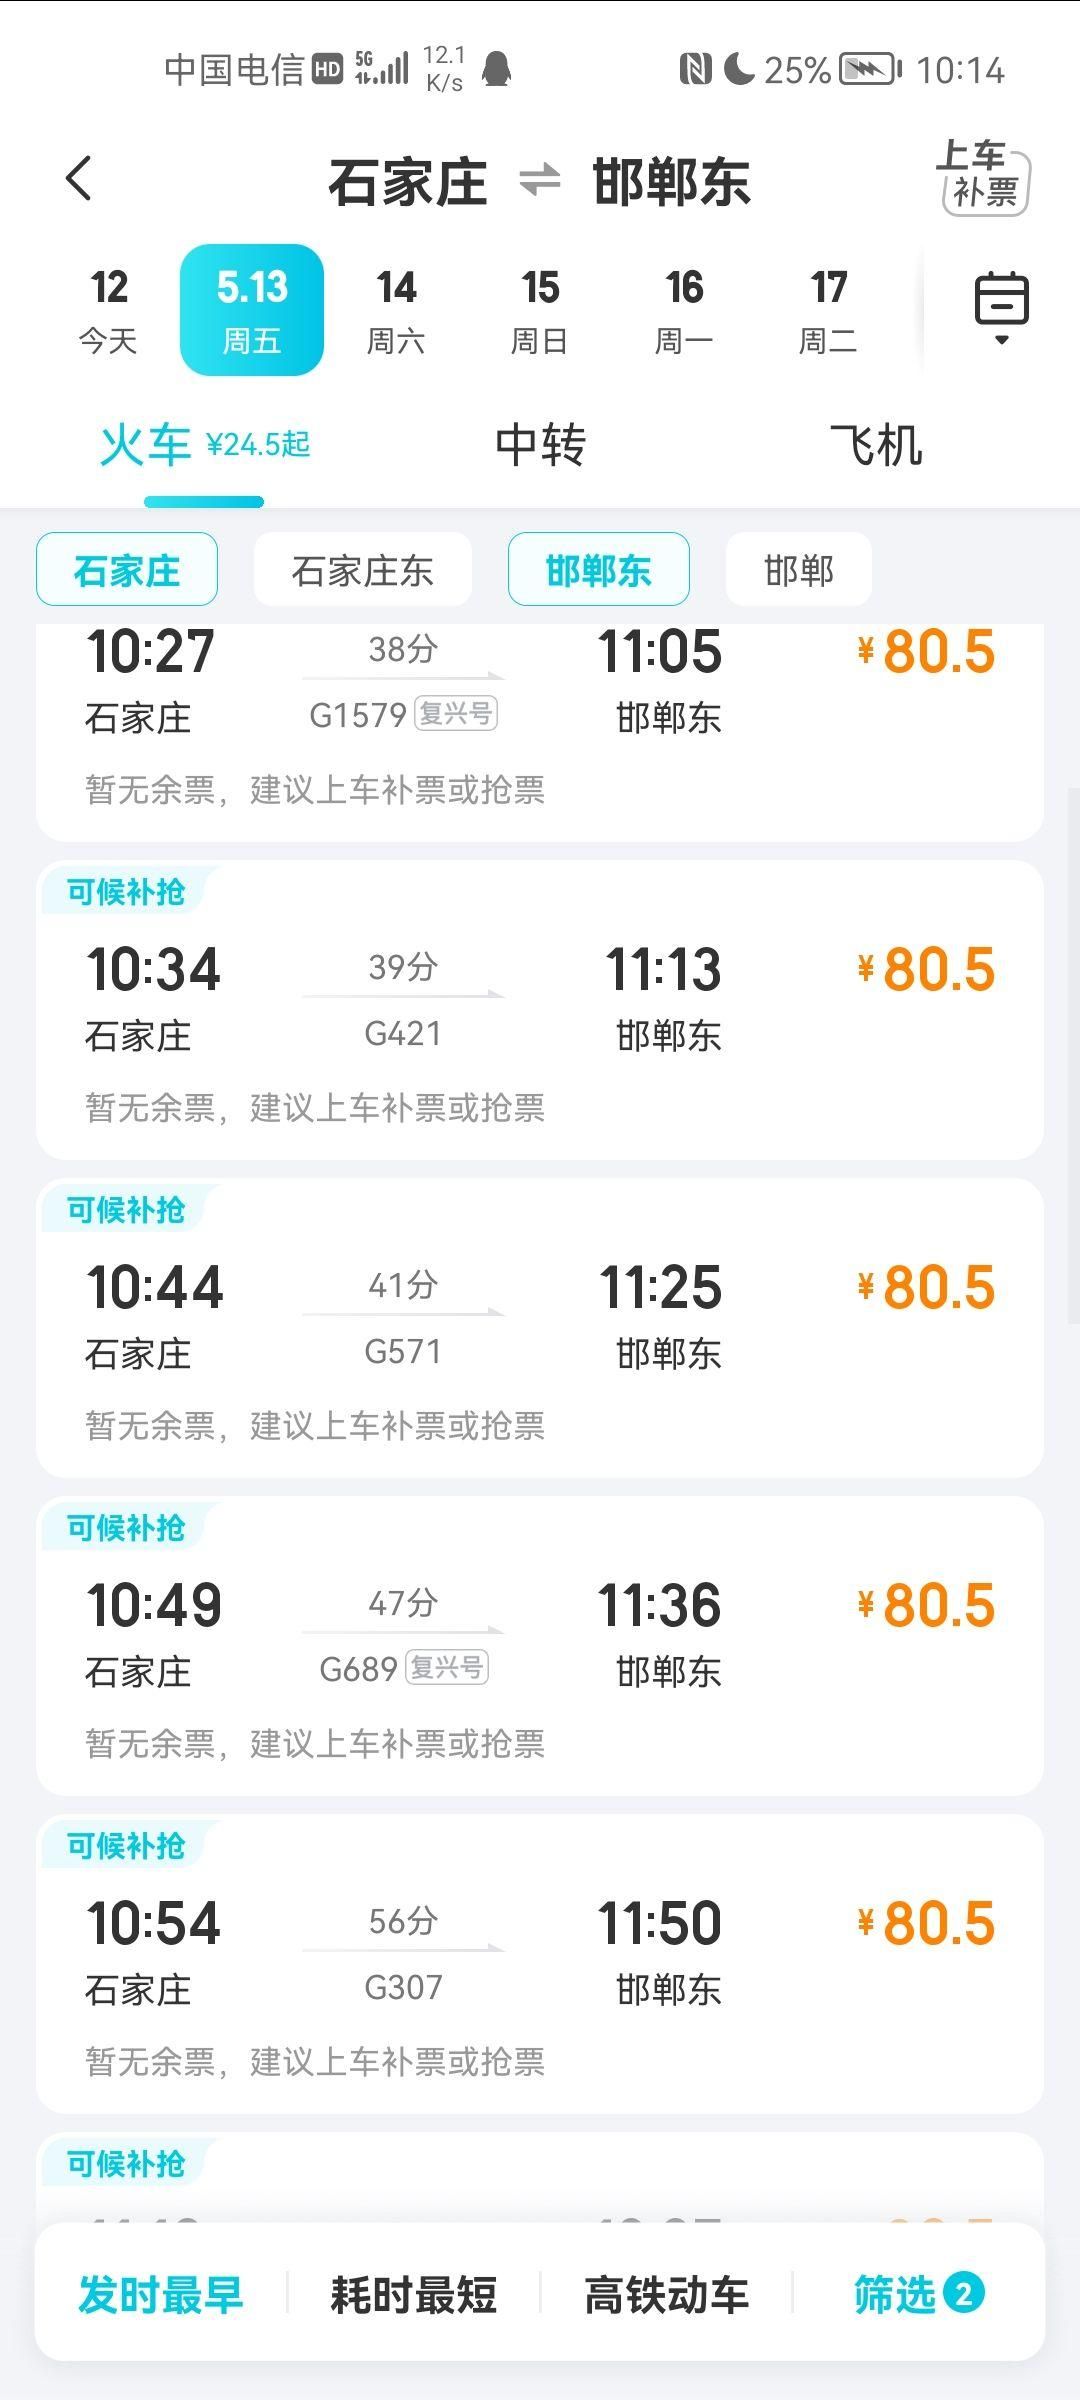 中国电信 HD 5G 12.1 K/s 25% 10:14
石家庄 ⇌ 邯郸东 上车补票
12 5.13 14 15 16 17
今天 周五 周六 周日 周一 周二
火车 ¥24.5起 中转 飞机
石家庄 石家庄东 邯郸东 邯郸
10:27 38分 11:05 ¥80.5
石家庄 G1579 复兴号 邯郸东
暂无余票，建议上车补票或抢票
可候补抢
10:34 39分 11:13 ¥80.5
石家庄 G421 邯郸东
暂无余票，建议上车补票或抢票
可候补抢
10:44 41分 11:25 ¥80.5
石家庄 G571 邯郸东
暂无余票，建议上车补票或抢票
可候补抢
10:49 47分 11:36 ¥80.5
石家庄 G689 复兴号 邯郸东
暂无余票，建议上车补票或抢票
可候补抢
10:54 56分 11:50 ¥80.5
石家庄 G307 邯郸东
暂无余票，建议上车补票或抢票
可候补抢
发时最早 耗时最短 高铁动车 筛选 2